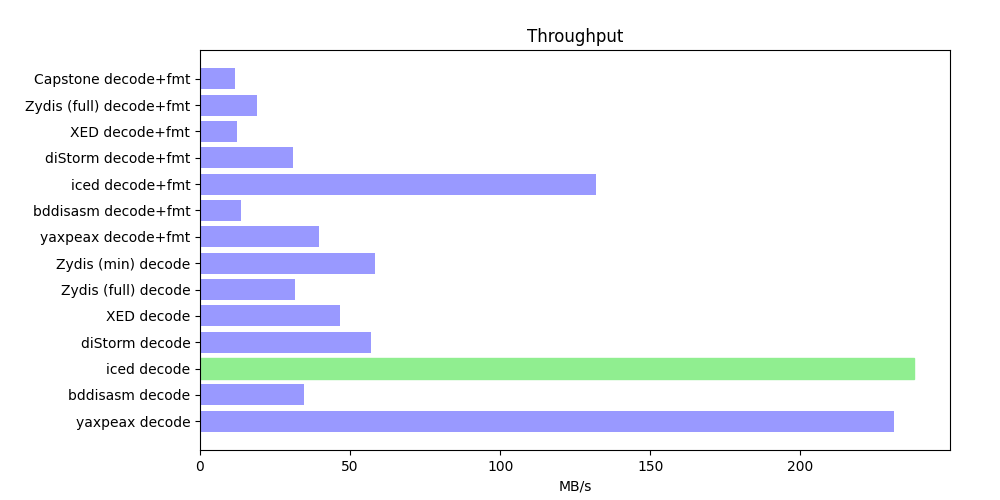 Throughput
Capstone decode+fmt
Zydis (full) decode+fmt
XED decode+fmt
diStorm decode+fmt
iced decode+fmt
bddisasm decode+fmt
yaxpeax decode+fmt
Zydis (min) decode
Zydis (full) decode
XED decode
diStorm decode
iced decode
bddisasm decode
yaxpeax decode
0 50 100 150 200
MB/s